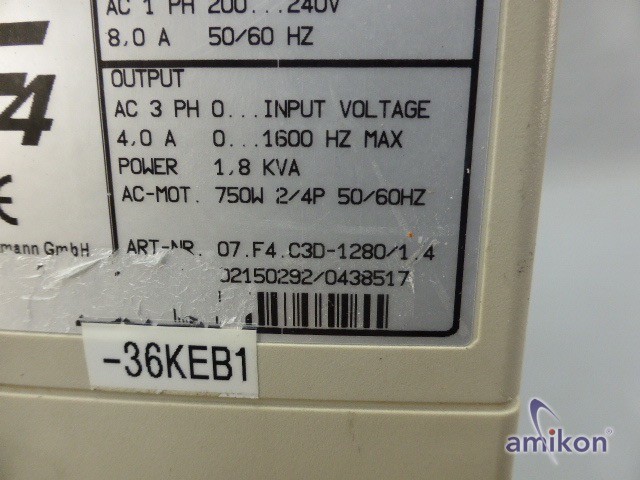 AC 1 PH 200...240V
8,0 A 50/60 HZ
OUTPUT
AC 3 PH 0...INPUT VOLTAGE
4,0 A 0...1600 HZ MAX
POWER 1,8 KVA
AC-MOT. 750W 2/4P 50/60HZ
ART-NR. 07.F4.C3D-1280/1.4
02150292/0438517
F4
CE
mann GmbH
-36KEB1
amikon